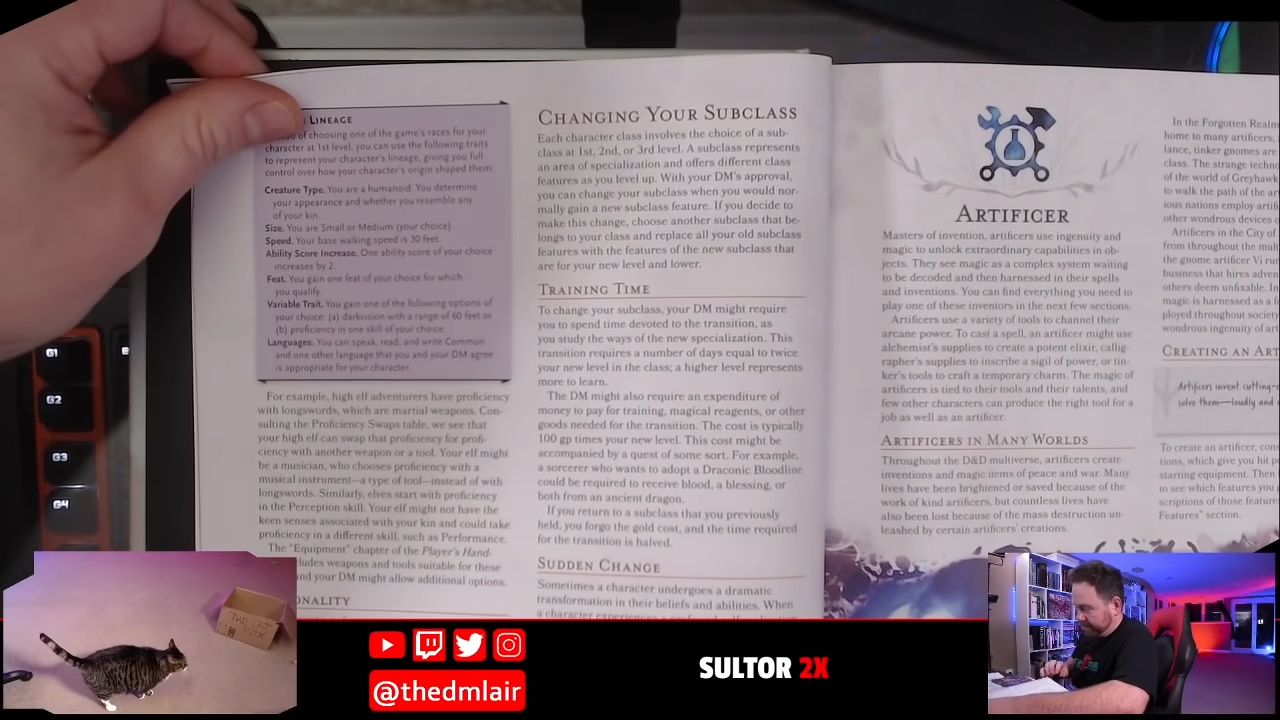 LINEAGE
of choosing one of the game's races for your
character at 1st level, you can use the following traits
to represent your character's lineage, giving you full
control over how your character's origin shaped them:
Creature Type. You are a humanoid. You determine
your appearance and whether you resemble any
of your kin.
Size. You are Small or Medium (your choice).
Speed. Your base walking speed is 30 feet.
Ability Score Increase. One ability score of your choice
increases by 2.
Feat. You gain one feat of your choice for which
you qualify.
Variable Trait. You gain one of the following options of
your choice: (a) darkvision with a range of 60 feet or
(b) proficiency in one skill of your choice.
Languages. You can speak, read, and write Common
and one other language that you and your DM agree
is appropriate for your character.
For example, high elf adventurers have proficiency
with longswords, which are martial weapons. Con-
sulting the Proficiency Swaps table, we see that
your high elf can swap that proficiency for profi-
ciency with another weapon or a tool. Your elf might
be a musician, who chooses proficiency with a
musical instrument—a type of tool—instead of with
longswords. Similarly, elves start with proficiency
in the Perception skill. Your elf might not have the
keen senses associated with your kin and could take
proficiency in a different skill, such as Performance.
The "Equipment" chapter of the Player's Hand-
ludes weapons and tools suitable for these
nd your DM might allow additional options.
ONALITY
CHANGING YOUR SUBCLASS
Each character class involves the choice of a sub-
class at 1st, 2nd, or 3rd level. A subclass represents
an area of specialization and offers different class
features as you level up. With your DM's approval,
you can change your subclass when you would nor-
mally gain a new subclass feature. If you decide to
make this change, choose another subclass that be-
longs to your class and replace all your old subclass
features with the features of the new subclass that
are for your new level and lower.
TRAINING TIME
To change your subclass, your DM might require
you to spend time devoted to the transition, as
you study the ways of the new specialization. This
transition requires a number of days equal to twice
your new level in the class; a higher level represents
more to learn.
The DM might also require an expenditure of
money to pay for training, magical reagents, or other
goods needed for the transition. The cost is typically
100 gp times your new level. This cost might be
accompanied by a quest of some sort. For example,
a sorcerer who wants to adopt a Draconic Bloodline
could be required to receive blood, a blessing, or
both from an ancient dragon.
If you return to a subclass that you previously
held, you forgo the gold cost, and the time required
for the transition is halved.
SUDDEN CHANGE
Sometimes a character undergoes a dramatic
transformation in their beliefs and abilities. When
a character experiences a
ARTIFICER
Masters of invention, artificers use ingenuity and
magic to unlock extraordinary capabilities in ob-
jects. They see magic as a complex system waiting
to be decoded and then harnessed in their spells
and inventions. You can find everything you need to
play one of these inventors in the next few sections.
Artificers use a variety of tools to channel their
arcane power. To cast a spell, an artificer might use
alchemist's supplies to create a potent elixir, callig-
rapher's supplies to inscribe a sigil of power, or tin-
ker's tools to craft a temporary charm. The magic of
artificers is tied to their tools and their talents, and
few other characters can produce the right tool for a
job as well as an artificer.
ARTIFICERS IN MANY WORLDS
Throughout the D&D multiverse, artificers create
inventions and magic items of peace and war. Many
lives have been brightened or saved because of the
work of kind artificers, but countless lives have
also been lost because of the mass destruction un-
leashed by certain artificers' creations.
In the Forgotten Realm
home to many artificers,
lance, tinker gnomes are
class. The strange techn
of the world of Greyhawk
to walk the path of the ar
ious nations employ artifi
other wondrous devices
Artificers in the City of
from throughout the mul
the gnome artificer Vi run
business that hires adven
others deem unfixable. In
magic is harnessed as a f
ployed throughout society
wondrous ingenuity of ar
CREATING AN ART
Artificers invent cutting-
solve them—loudly and
To create an artificer, con
tions, which give you hit p
starting equipment. Then
to see which features you
scriptions of those feature
Features" section.
G1
G2
G3
G4
THE CAT
BOX
@thedmlair
SULTOR 2X